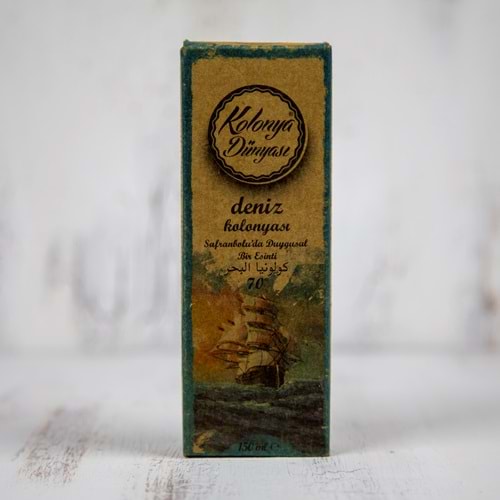 Kolonya®
Dünyası
deniz
kolonyası
Safranbolu'da Duygusal
Bir Esinti
كولونيا البحر
70°
150 ml ℮